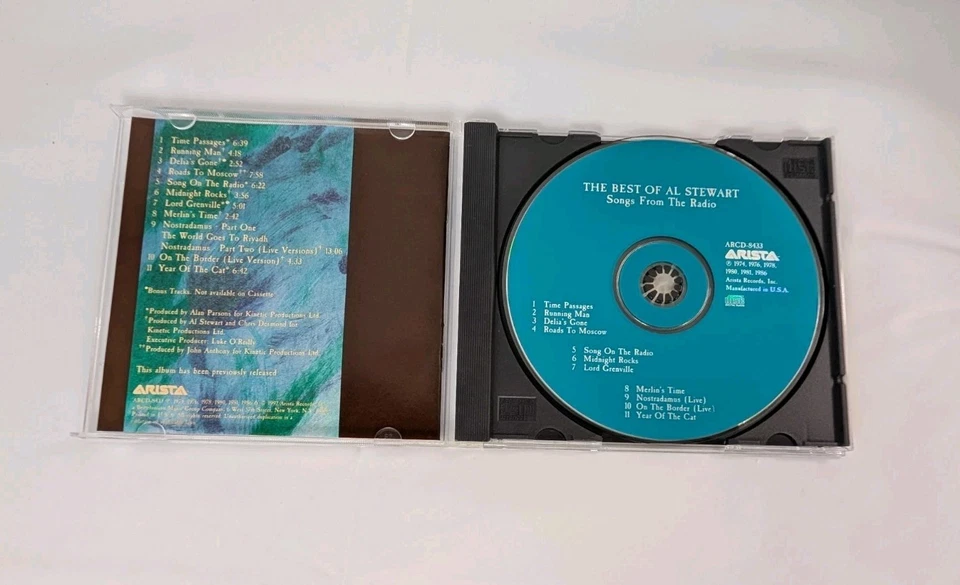 1 Time Passages* 6:39
2 Running Man† 4:18
3 Delia's Gone†• 2:52
4 Roads To Moscow†† 7:58
5 Song On The Radio* 6:22
6 Midnight Rocks† 3:56
7 Lord Grenville*• 5:01
8 Merlin's Time† 2:42
9 Nostradamus - Part One
The World Goes To Riyadh
Nostradamus - Part Two (Live Versions)† 13:06
10 On The Border (Live Version)† 4:33
11 Year Of The Cat* 6:42
•Bonus Tracks. Not available on Cassette
*Produced by Alan Parsons for Kinetic Productions Ltd.
†Produced by Al Stewart and Chris Desmond for
Kinetic Productions Ltd.
Executive Producer: Luke O'Reilly
††Produced by John Anthony for Kinetic Productions Ltd.
This album has been previously released
ARISTA
THE BEST OF AL STEWART
Songs From The Radio
ARCD-8433
ARISTA
℗ 1974, 1976, 1978,
1980, 1981, 1986
Arista Records, Inc.
Manufactured in U.S.A.
1 Time Passages
2 Running Man
3 Delia's Gone
4 Roads To Moscow
5 Song On The Radio
6 Midnight Rocks
7 Lord Grenville
8 Merlin's Time
9 Nostradamus (Live)
10 On The Border (Live)
11 Year Of The Cat